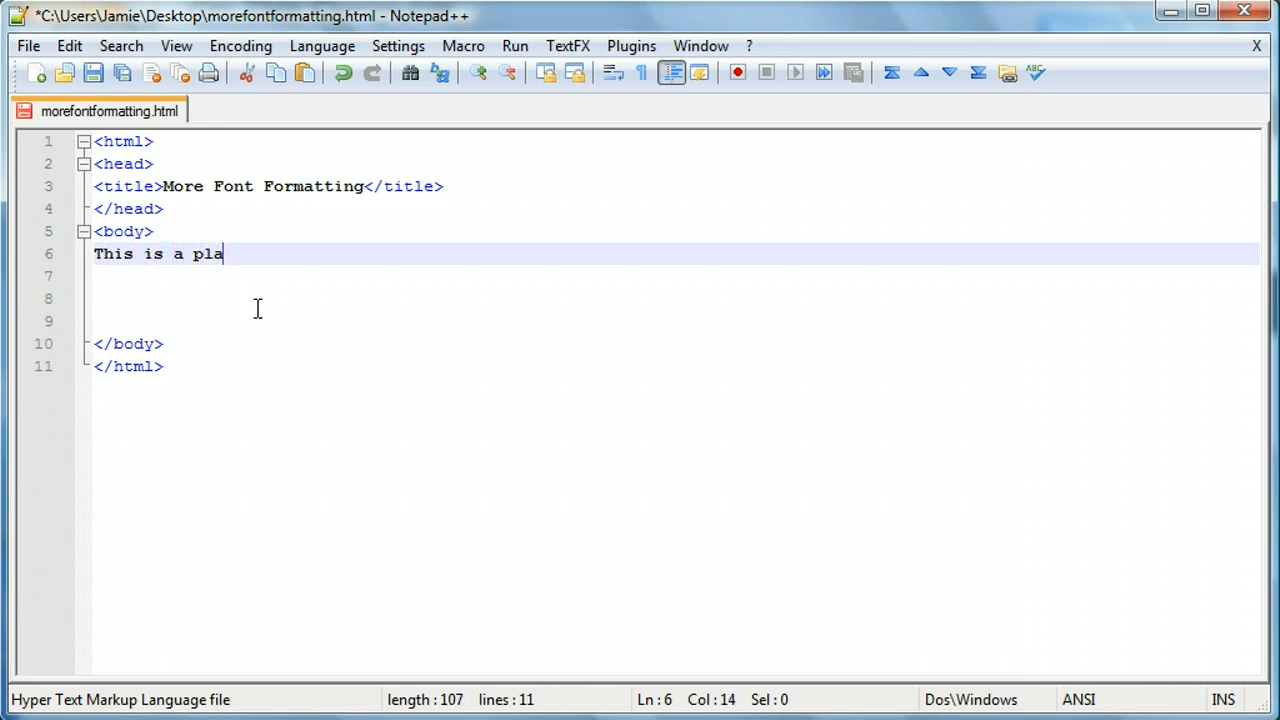 *C:\Users\Jamie\Desktop\morefontformatting.html - Notepad++
File Edit Search View Encoding Language Settings Macro Run TextFX Plugins Window ? X
ABC
morefontformatting.html
1 <html>
2 <head>
3 <title>More Font Formatting</title>
4 </head>
5 <body>
6 This is a pla
7
8
9
10 </body>
11 </html>
Hyper Text Markup Language file length : 107 lines : 11 Ln : 6 Col : 14 Sel : 0 Dos\Windows ANSI INS